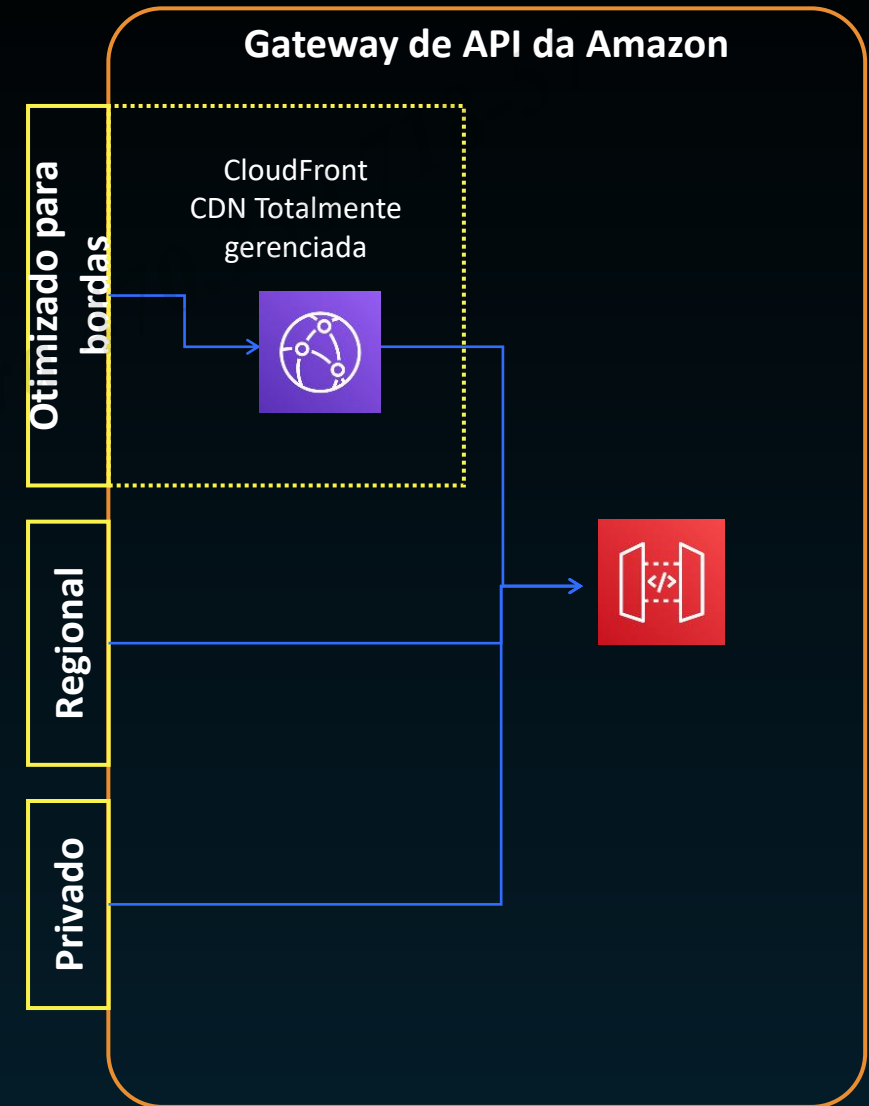 Gateway de API da Amazon
Otimizado para
bordas
CloudFront
CDN Totalmente
gerenciada
</>
Regional
Privado